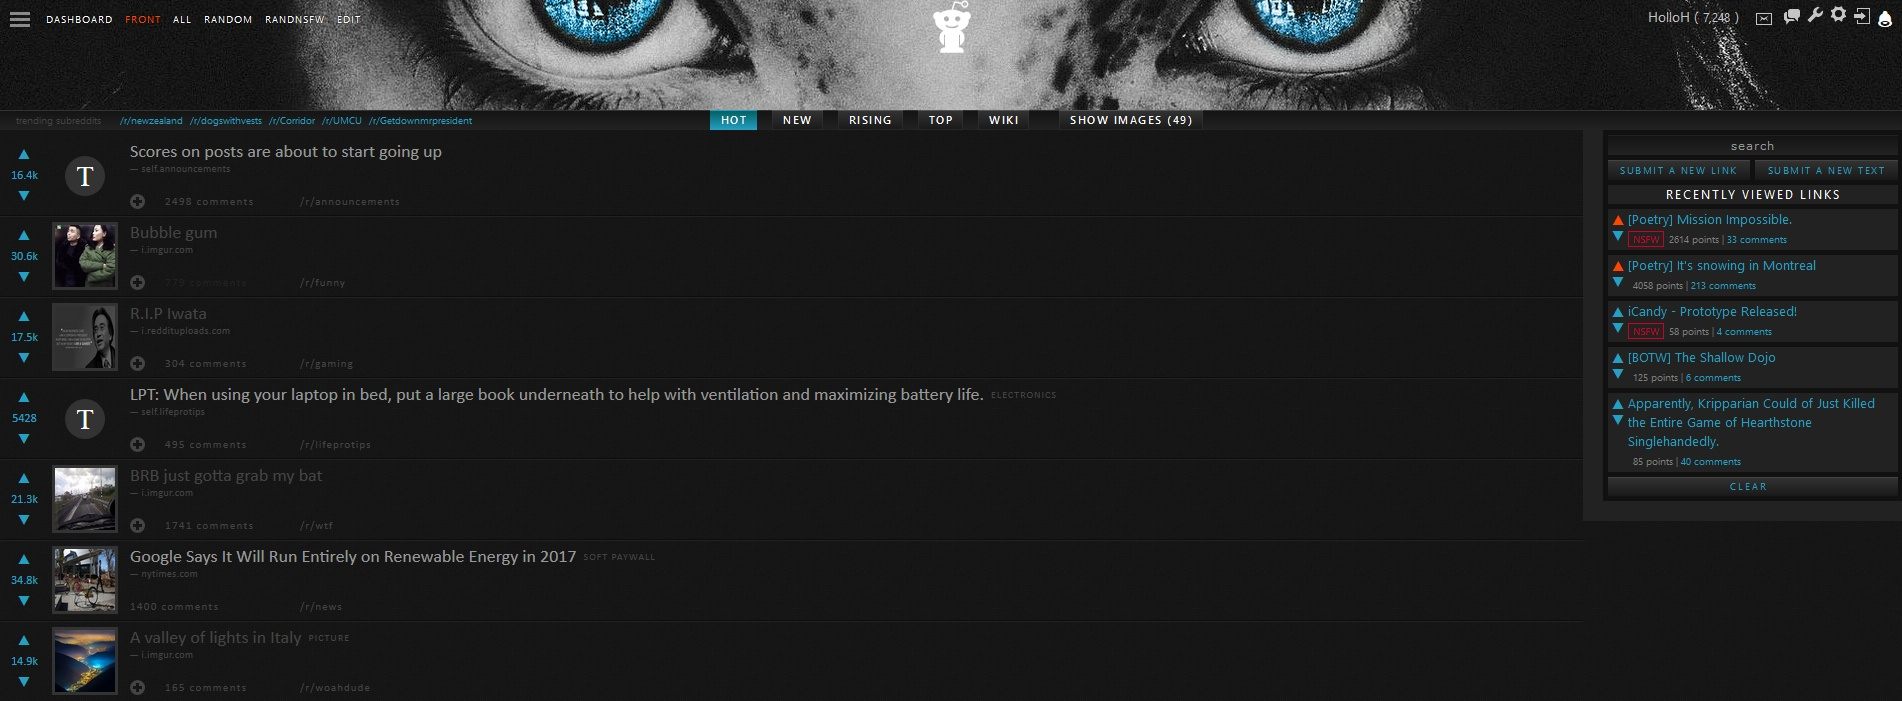 DASHBOARD FRONT ALL RANDOM RANDNSFW EDIT
HolloH ( 7,248 )
trending subreddits /r/newzealand /r/dogswithvests /r/Corridor /r/UMCU /r/Getdownmrpresident
HOT NEW RISING TOP WIKI SHOW IMAGES (49)
16.4k
T
Scores on posts are about to start going up
— self.announcements
2498 comments /r/announcements
30.6k
Bubble gum
— i.imgur.com
779 comments /r/funny
17.5k
R.I.P Iwata
— i.reddituploads.com
304 comments /r/gaming
5428
T
LPT: When using your laptop in bed, put a large book underneath to help with ventilation and maximizing battery life. ELECTRONICS
— self.lifeprotips
495 comments /r/lifeprotips
21.3k
BRB just gotta grab my bat
— i.imgur.com
1741 comments /r/wtf
34.8k
Google Says It Will Run Entirely on Renewable Energy in 2017 SOFT PAYWALL
— nytimes.com
1400 comments /r/news
14.9k
A valley of lights in Italy PICTURE
— i.imgur.com
165 comments /r/woahdude
search
SUBMIT A NEW LINK SUBMIT A NEW TEXT
RECENTLY VIEWED LINKS
[Poetry] Mission Impossible.
NSFW 2614 points | 33 comments
[Poetry] It's snowing in Montreal
4058 points | 213 comments
iCandy - Prototype Released!
NSFW 58 points | 4 comments
[BOTW] The Shallow Dojo
125 points | 6 comments
Apparently, Kripparian Could of Just Killed
the Entire Game of Hearthstone
Singlehandedly.
85 points | 40 comments
CLEAR